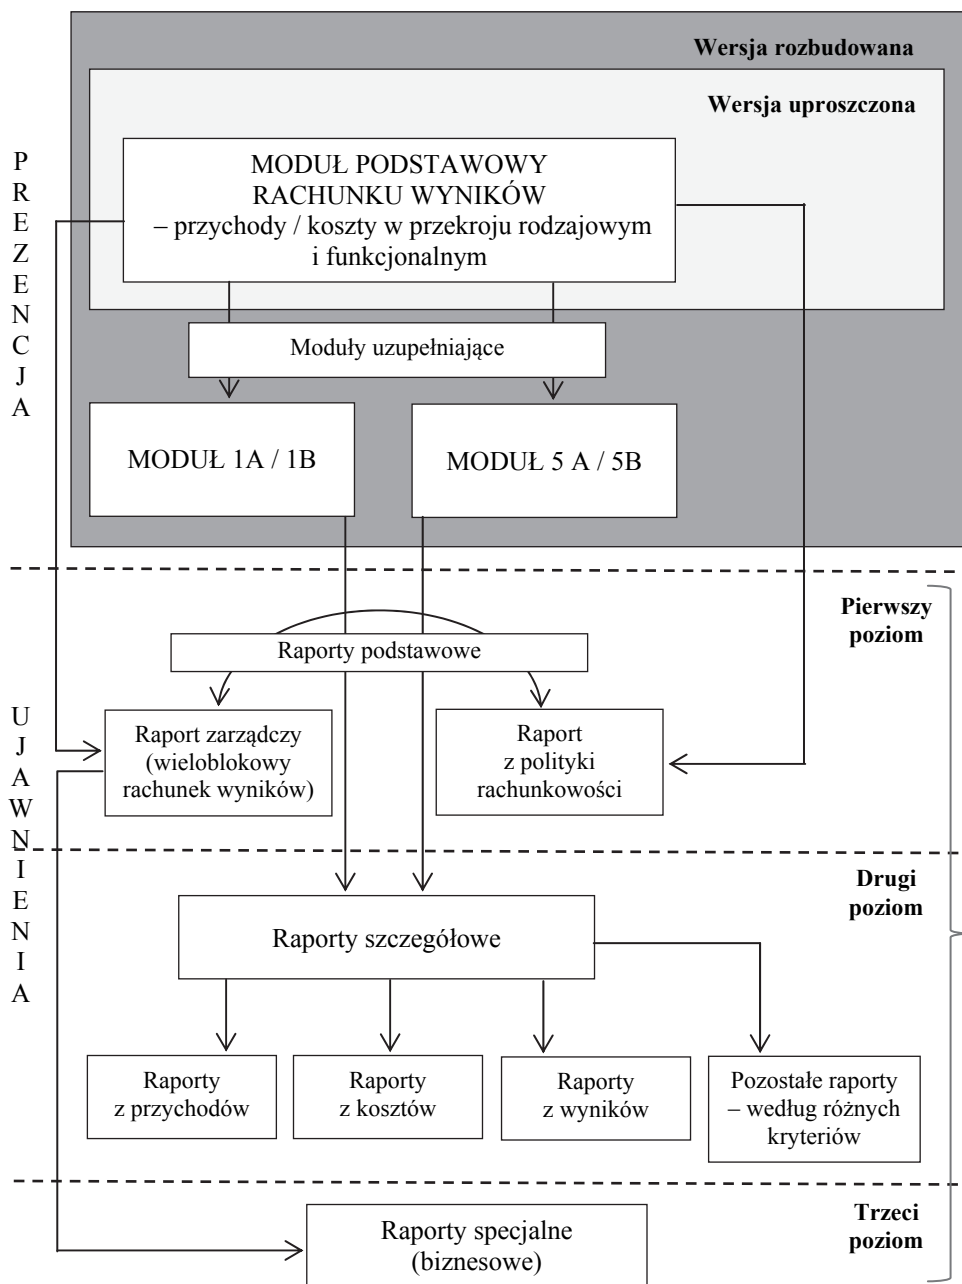 Wersja rozbudowana
Wersja uproszczona
MODUŁ PODSTAWOWY
RACHUNKU WYNIKÓW
– przychody / koszty w przekroju rodzajowym
i funkcjonalnym
Moduły uzupełniające
MODUŁ 1A / 1B
MODUŁ 5 A / 5B
P
R
E
Z
E
N
C
J
A
Pierwszy
poziom
Raporty podstawowe
Raport zarządczy
(wieloblokowy
rachunek wyników)
Raport
z polityki
rachunkowości
U
J
A
W
N
I
E
N
I
A
Drugi
poziom
Raporty szczegółowe
Raporty
z przychodów
Raporty
z kosztów
Raporty
z wyników
Pozostałe raporty
– według różnych
kryteriów
Trzeci
poziom
Raporty specjalne
(biznesowe)